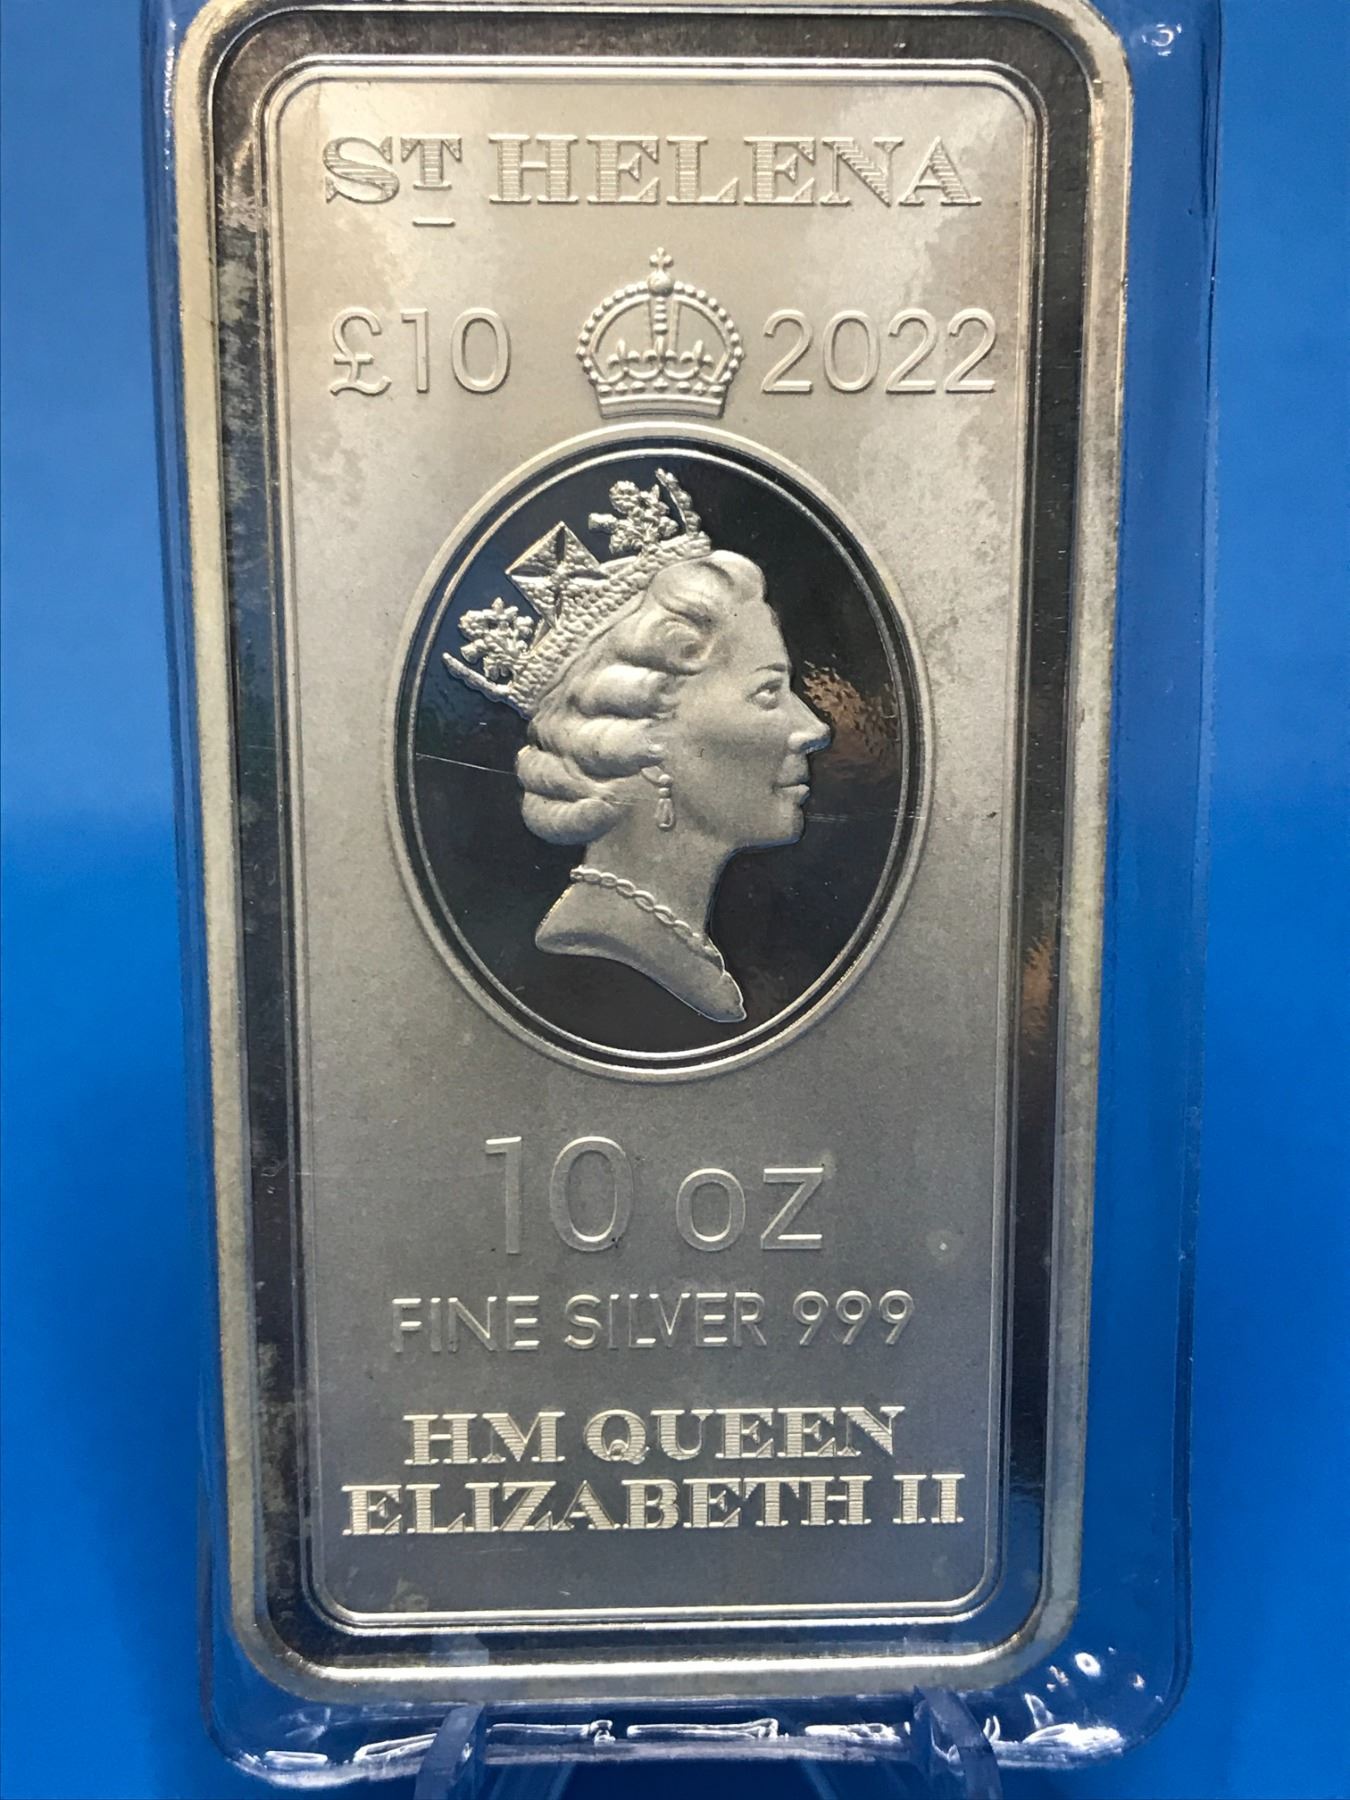 ST HELENA
£10 2022
10 oz
FINE SILVER 999
HM QUEEN
ELIZABETH II